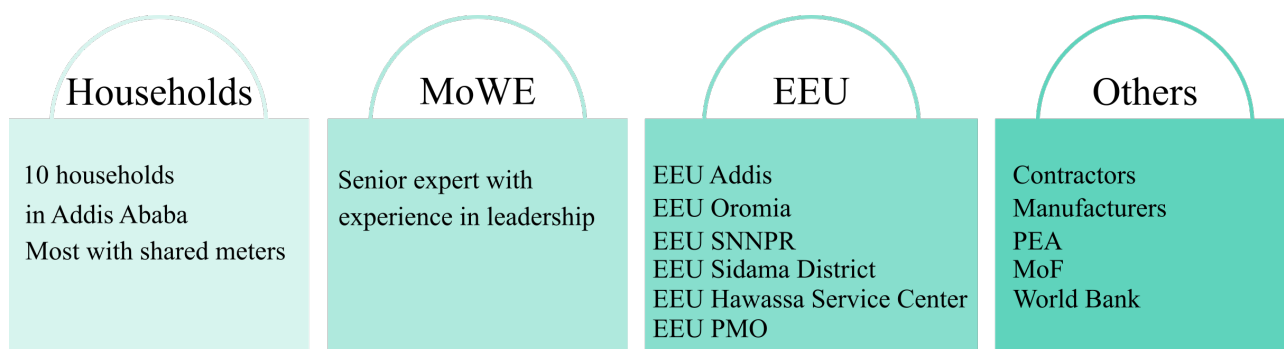 Households
10 households
in Addis Ababa
Most with shared meters
MoWE
Senior expert with
experience in leadership
EEU
EEU Addis
EEU Oromia
EEU SNNPR
EEU Sidama District
EEU Hawassa Service Center
EEU PMO
Others
Contractors
Manufacturers
PEA
MoF
World Bank